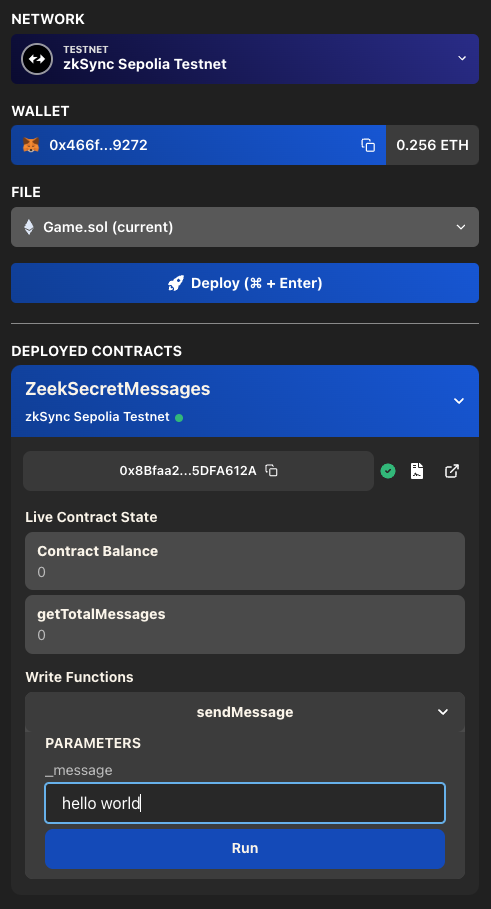 NETWORK
TESTNET
zkSync Sepolia Testnet
WALLET
0x466f...9272
0.256 ETH
FILE
Game.sol (current)
Deploy (⌘ + Enter)
DEPLOYED CONTRACTS
ZeekSecretMessages
zkSync Sepolia Testnet
0x8Bfaa2...5DFA612A
Live Contract State
Contract Balance
0
getTotalMessages
0
Write Functions
sendMessage
PARAMETERS
_message
hello world
Run